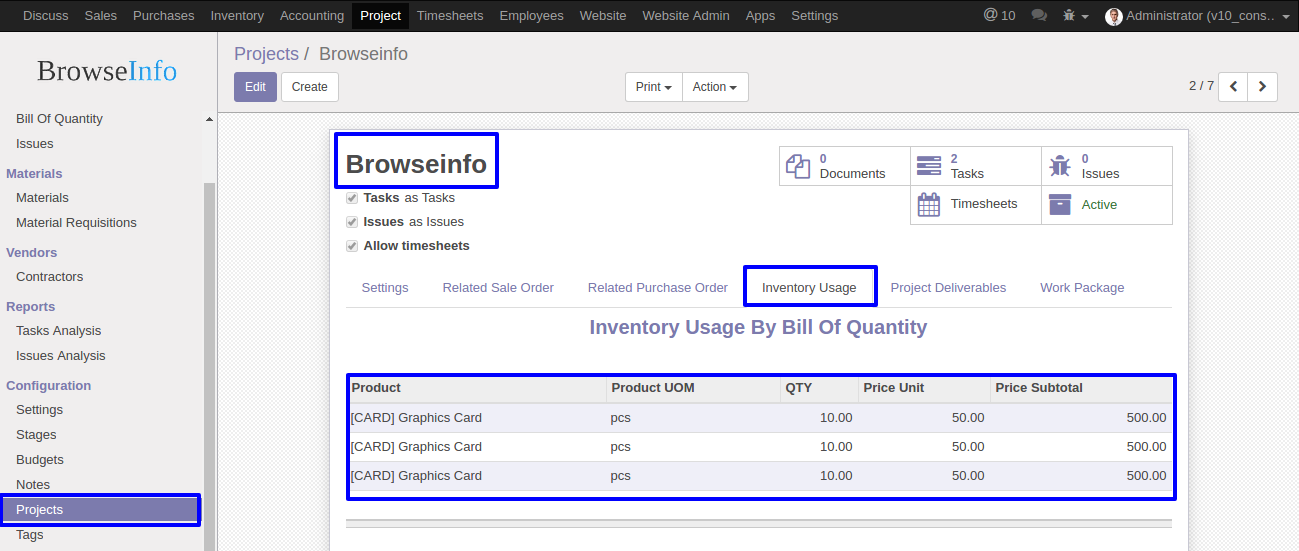 Discuss Sales Purchases Inventory Accounting Project Timesheets Employees Website Website Admin Apps Settings @ 10 Administrator (v10_cons..
BrowseInfo
Bill Of Quantity
Issues
Materials
Materials
Material Requisitions
Vendors
Contractors
Reports
Tasks Analysis
Issues Analysis
Configuration
Settings
Stages
Budgets
Notes
Projects
Tags
Projects / Browseinfo
Edit Create Print Action 2 / 7
Browseinfo
Tasks as Tasks
Issues as Issues
Allow timesheets
0 Documents
2 Tasks
0 Issues
Timesheets
Active
Settings Related Sale Order Related Purchase Order Inventory Usage Project Deliverables Work Package
Inventory Usage By Bill Of Quantity
Product Product UOM QTY Price Unit Price Subtotal
[CARD] Graphics Card pcs 10.00 50.00 500.00
[CARD] Graphics Card pcs 10.00 50.00 500.00
[CARD] Graphics Card pcs 10.00 50.00 500.00